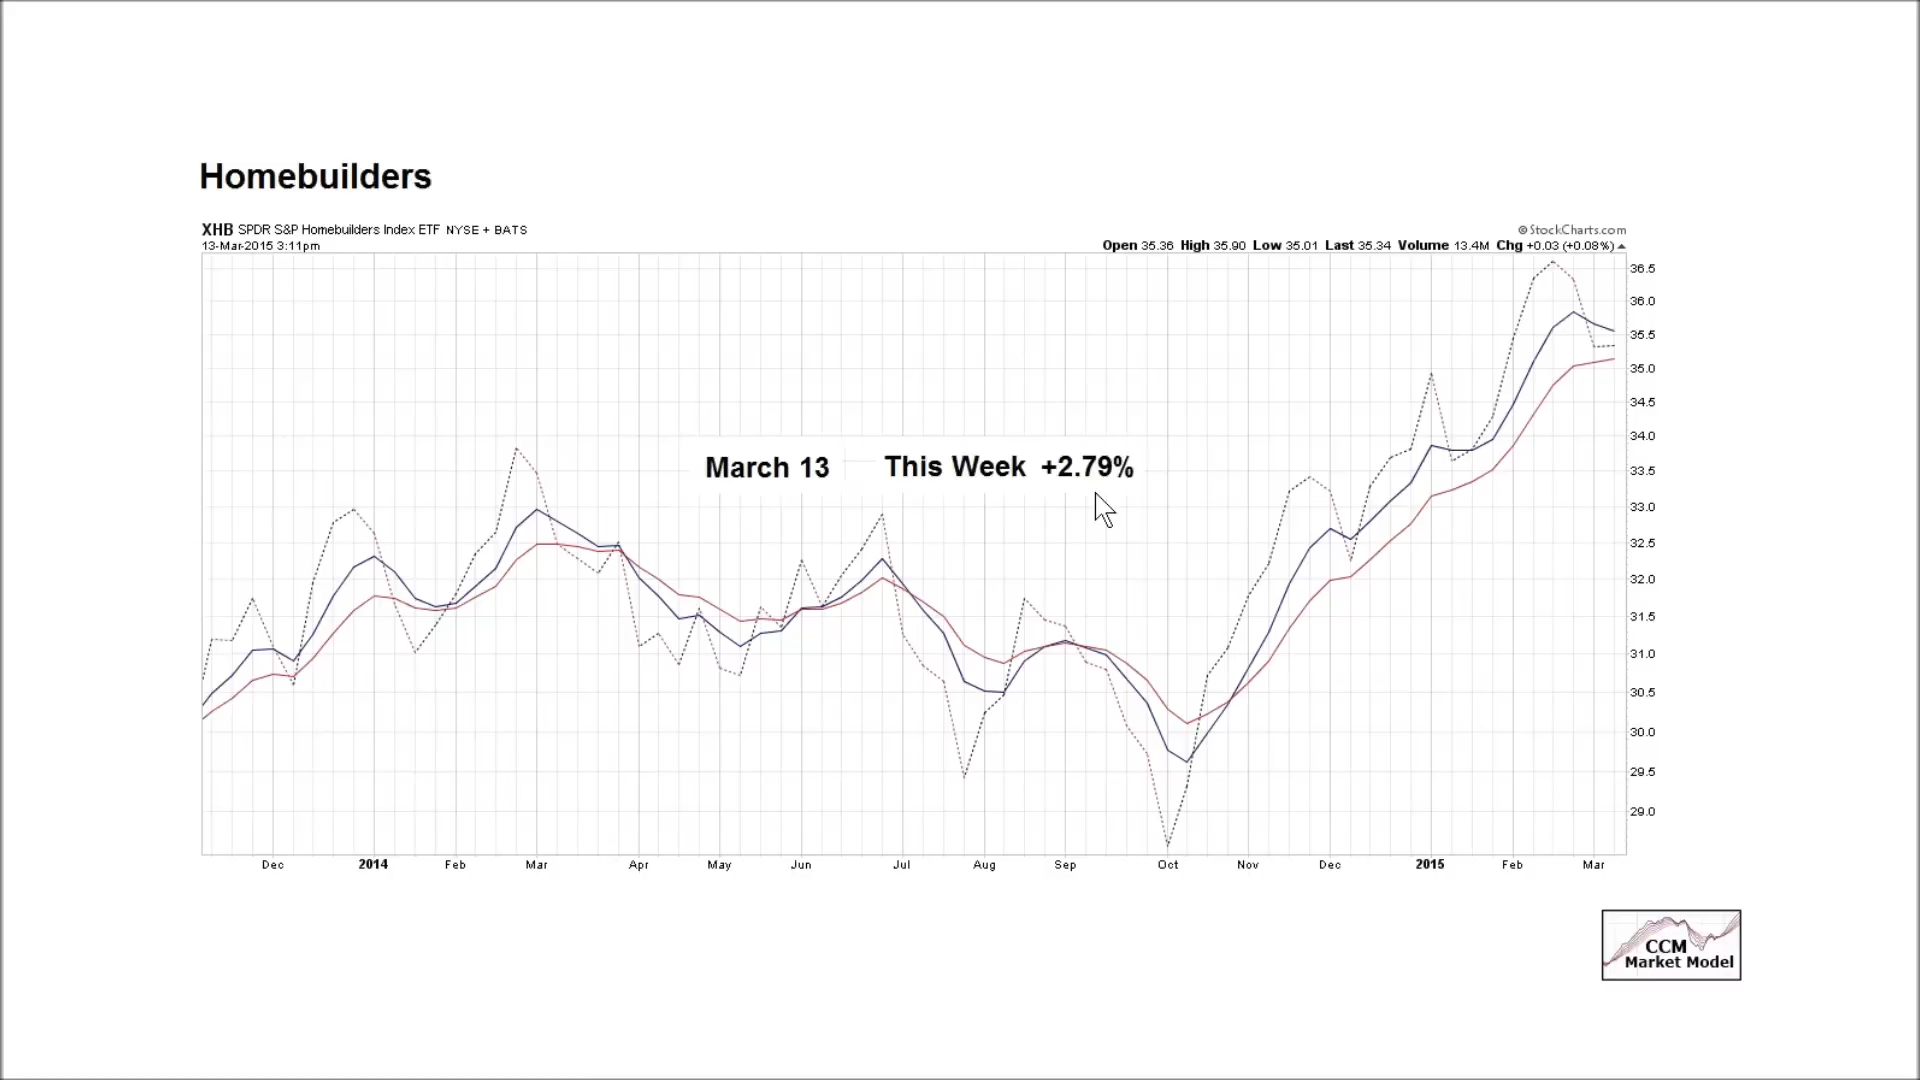 Homebuilders
XHB SPDR S&P Homebuilders Index ETF NYSE + BATS
© StockCharts.com
13-Mar-2015 3:11pm
Open 35.36 High 35.90 Low 35.01 Last 35.34 Volume 13.4M Chg +0.03 (+0.08%)
36.5
36.0
35.5
35.0
34.5
34.0
33.5
33.0
32.5
32.0
31.5
31.0
30.5
30.0
29.5
29.0
March 13 This Week +2.79%
Dec 2014 Feb Mar Apr May Jun Jul Aug Sep Oct Nov Dec 2015 Feb Mar
CCM
Market Model